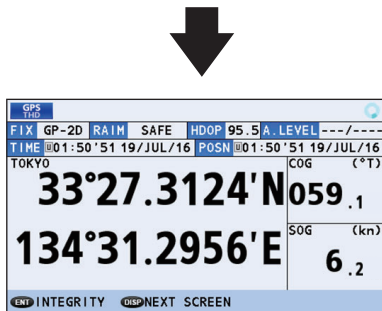 GPS
THD
FIX GP-2D RAIM SAFE HDOP 95.5 A.LEVEL ---/----
TIME U01:50'51 19/JUL/16 POSN U01:50'51 19/JUL/16
TOKYO COG (°T)
33°27.3124'N 059.1
134°31.2956'E SOG (kn)
6.2
ENT INTEGRITY DISP NEXT SCREEN